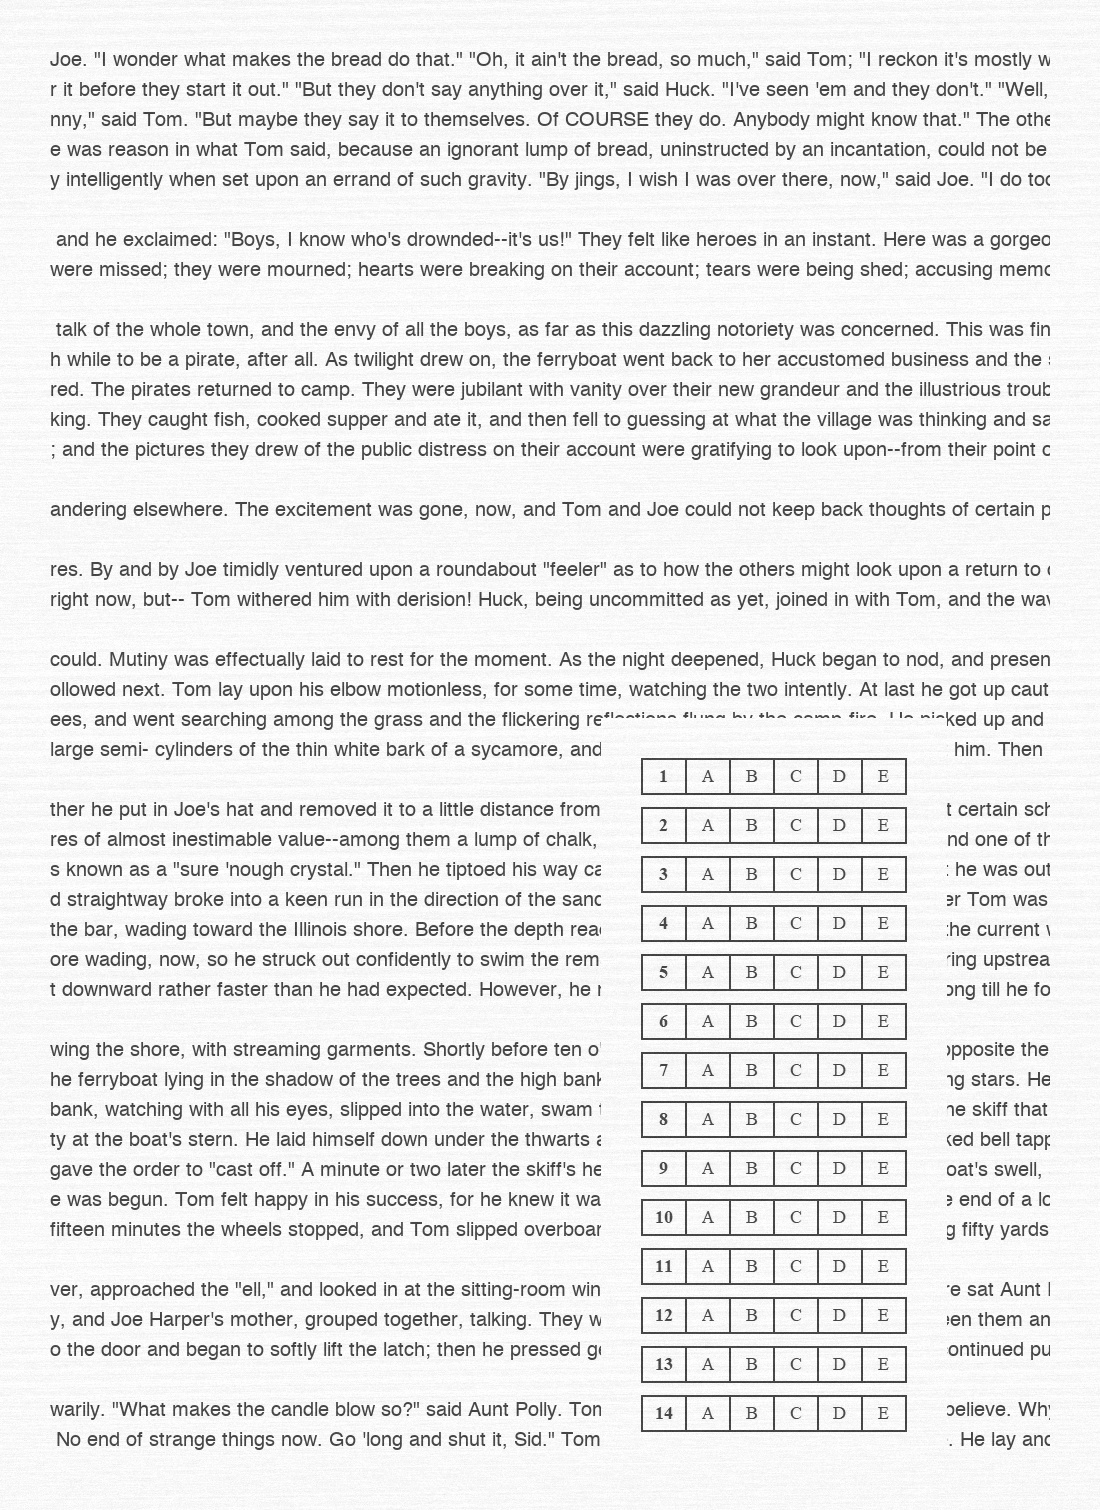 Joe. "I wonder what makes the bread do that." "Oh, it ain't the bread, so much," said Tom; "I reckon it's mostly
r it before they start it out." "But they don't say anything over it," said Huck. "I've seen 'em and they don't." "Well,
nny," said Tom. "But maybe they say it to themselves. Of COURSE they do. Anybody might know that." The othe
e was reason in what Tom said, because an ignorant lump of bread, uninstructed by an incantation, could not be
y intelligently when set upon an errand of such gravity. "By jings, I wish I was over there, now," said Joe. "I do
and he exclaimed: "Boys, I know who's drownded--it's us!" They felt like heroes in an instant. Here was a gorgeo
were missed; they were mourned; hearts were breaking on their account; tears were being shed; accusing
talk of the whole town, and the envy of all the boys, as far as this dazzling notoriety was concerned. This was fin
h while to be a pirate, after all. As twilight drew on, the ferryboat went back to her accustomed business and the
red. The pirates returned to camp. They were jubilant with vanity over their new grandeur and the illustrious troub
king. They caught fish, cooked supper and ate it, and then fell to guessing at what the village was thinking and sa
; and the pictures they drew of the public distress on their account were gratifying to look upon--from their point
andering elsewhere. The excitement was gone, now, and Tom and Joe could not keep back thoughts of certain p
res. By and by Joe timidly ventured upon a roundabout "feeler" as to how the others might look upon a return to
right now, but-- Tom withered him with derision! Huck, being uncommitted as yet, joined in with Tom, and the
could. Mutiny was effectually laid to rest for the moment. As the night deepened, Huck began to nod, and presen
ollowed next. Tom lay upon his elbow motionless, for some time, watching the two intently. At last he got up caut
ees, and went searching among the grass and the flickering reflections flung by the camp-fire. He picked up and
large semi- cylinders of the thin white bark of a sycamore, and him. Then
ther he put in Joe's hat and removed it to a little distance from t certain sch
res of almost inestimable value--among them a lump of chalk, nd one of th
s known as a "sure 'nough crystal." Then he tiptoed his way ca he was out
d straightway broke into a keen run in the direction of the sand er Tom was
the bar, wading toward the Illinois shore. Before the depth rea the current
ore wading, now, so he struck out confidently to swim the rem ring upstrea
t downward rather faster than he had expected. However, he ong till he fo
wing the shore, with streaming garments. Shortly before ten o' opposite the
he ferryboat lying in the shadow of the trees and the high bank ng stars. He
bank, watching with all his eyes, slipped into the water, swam ne skiff that
ty at the boat's stern. He laid himself down under the thwarts ked bell tapp
gave the order to "cast off." A minute or two later the skiff's he oat's swell,
e was begun. Tom felt happy in his success, for he knew it wa e end of a lo
fifteen minutes the wheels stopped, and Tom slipped overboar g fifty yards
ver, approached the "ell," and looked in at the sitting-room win re sat Aunt
y, and Joe Harper's mother, grouped together, talking. They w een them an
o the door and began to softly lift the latch; then he pressed ge continued pu
warily. "What makes the candle blow so?" said Aunt Polly. Tom believe. Why
No end of strange things now. Go 'long and shut it, Sid." Tom . He lay and
1 A B C D E
2 A B C D E
3 A B C D E
4 A B C D E
5 A B C D E
6 A B C D E
7 A B C D E
8 A B C D E
9 A B C D E
10 A B C D E
11 A B C D E
12 A B C D E
13 A B C D E
14 A B C D E